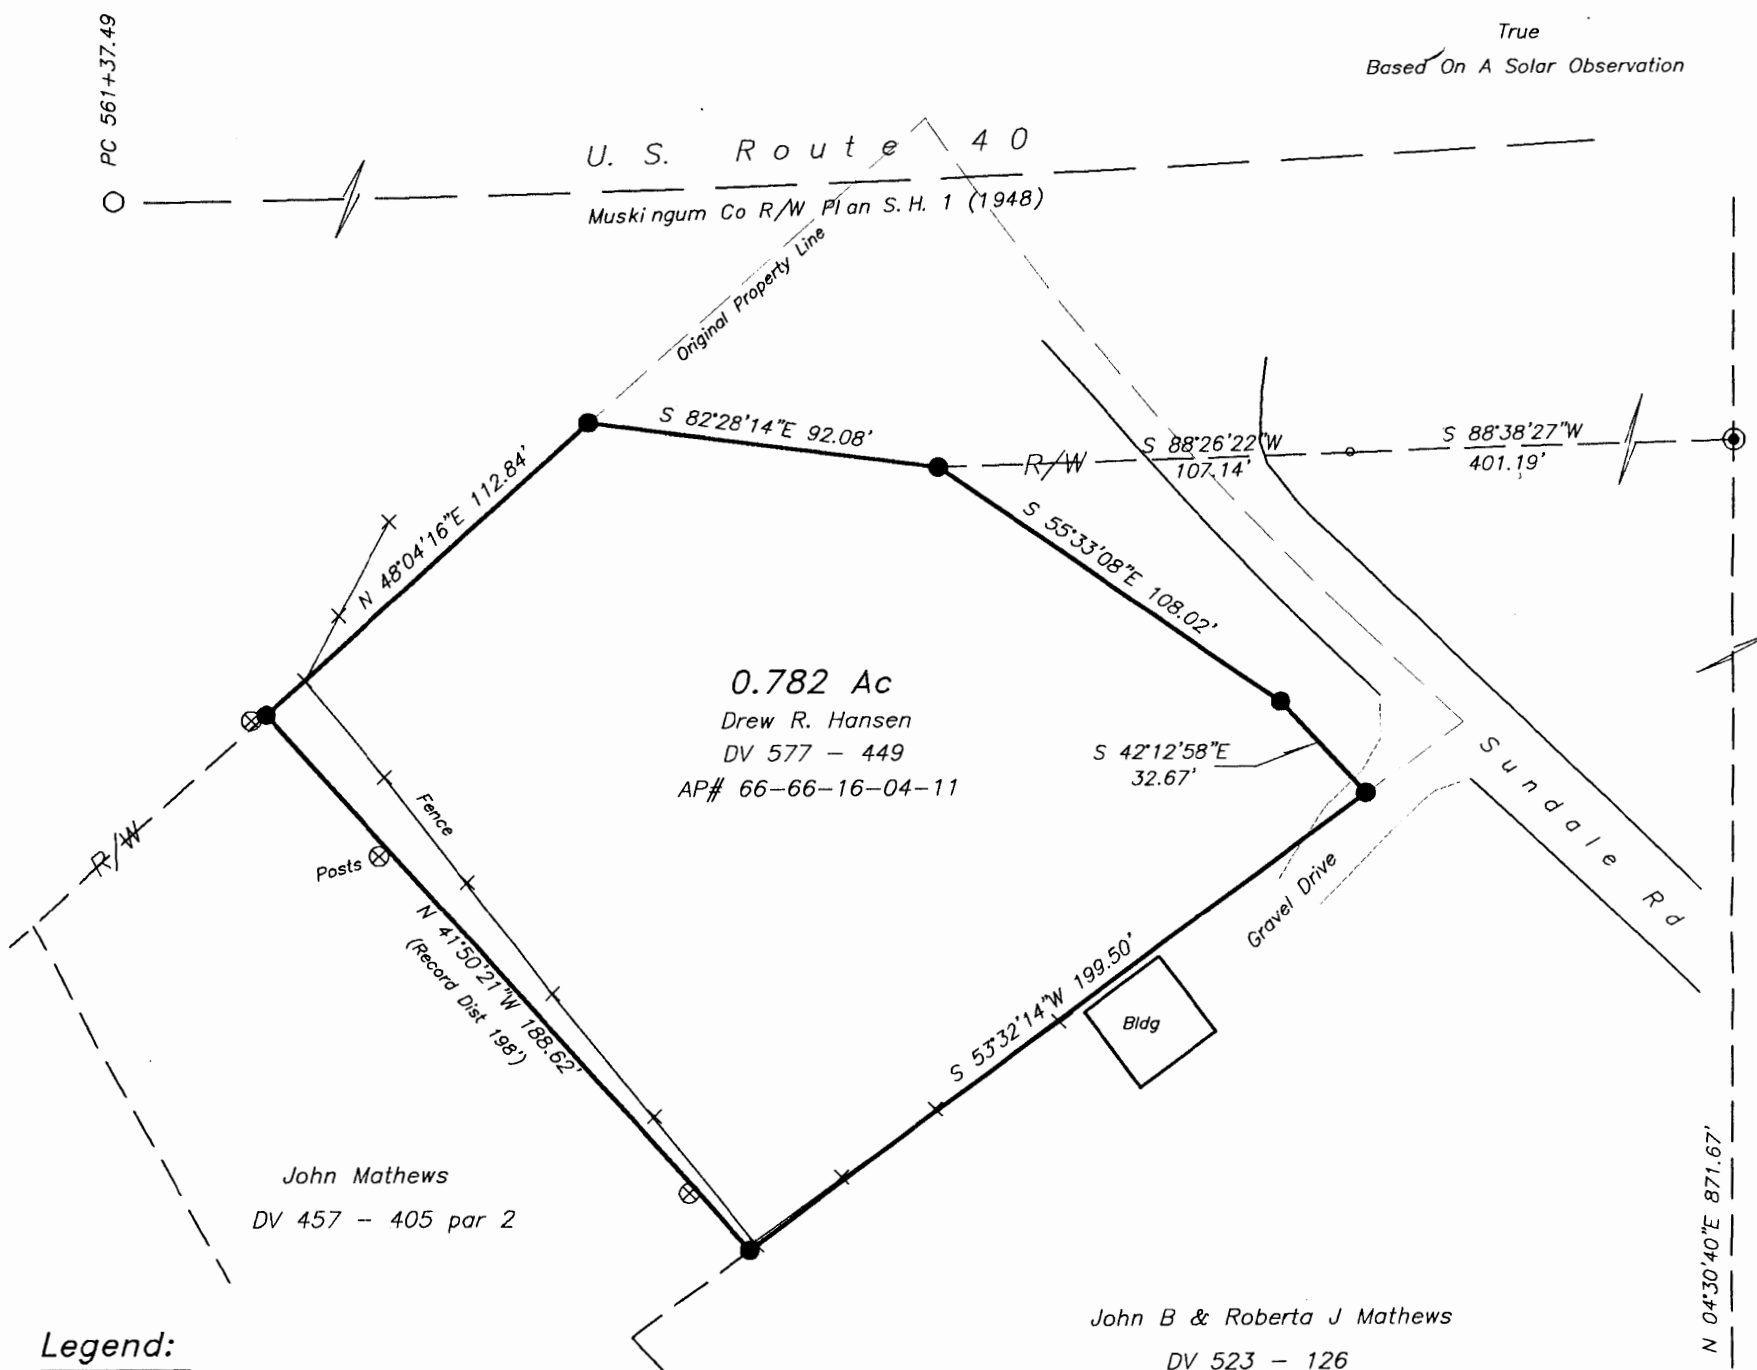 PC 561+37.49
True
Based On A Solar Observation
U. S. Route 40
Muskingum Co R/W Plan S.H. 1 (1948)
Original Property Line
S 82°28'14"E 92.08'
R/W
S 88°26'22"W
107.14'
S 88°38'27"W
401.19'
N 48°04'16"E 112.84'
S 55°33'08"E 108.02'
0.782 Ac
Drew R. Hansen
DV 577 - 449
AP# 66-66-16-04-11
S 42°12'58"E
32.67'
Sundale Rd
R/W
Fence
Posts
Gravel Drive
N 41°50'21"W 188.62'
(Record Dist 198')
S 53°32'14"W 199.50'
Bldg
John Mathews
DV 457 - 405 par 2
N 04°30'40"E 871.67'
John B & Roberta J Mathews
DV 523 - 126
Legend: